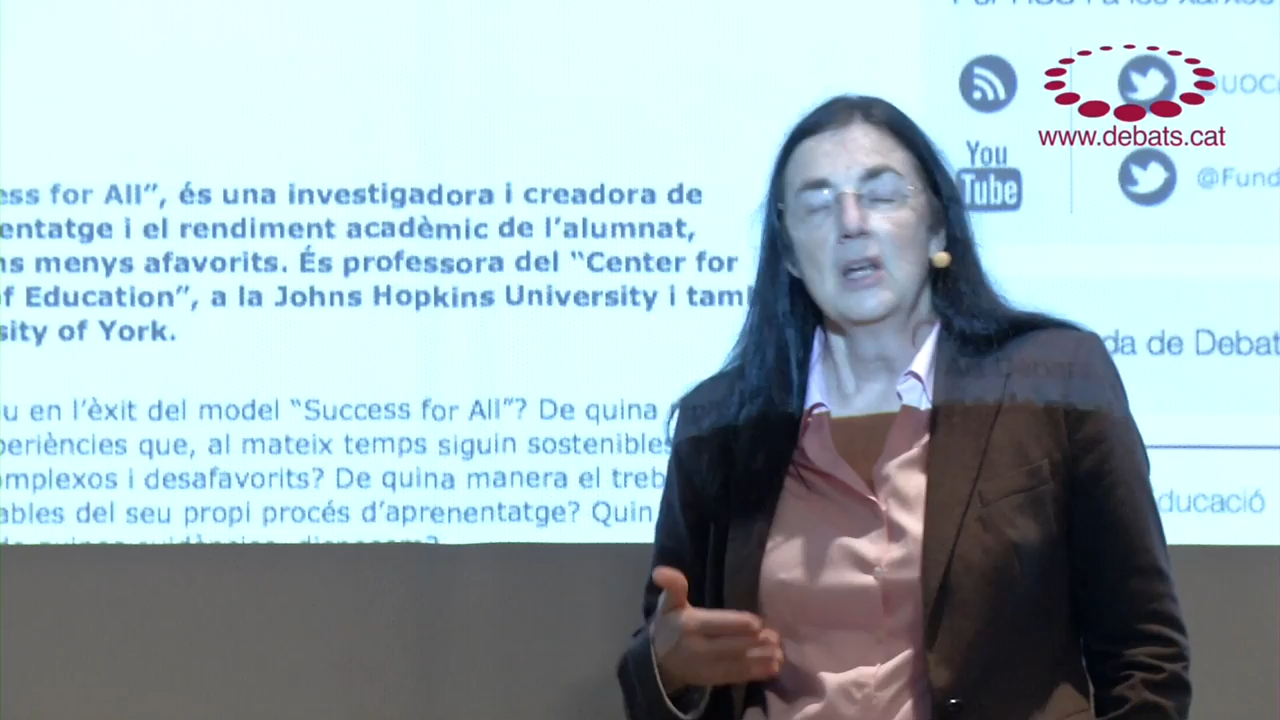 ess for All”, és una investigadora i creadora de
entatge i el rendiment acadèmic de l’alumnat,
ns menys afavorits. És professora del “Center for
f Education”, a la Johns Hopkins University i tam
sity of York.
u en l’èxit del model “Success for All”? De quina
periències que, al mateix temps siguin sostenibles
omplexos i desafavorits? De quina manera el treb
ables del seu propi procés d’aprenentatge? Quin
@UOC
www.debats.cat
You
Tube
@Fund
da de Debat
ducació